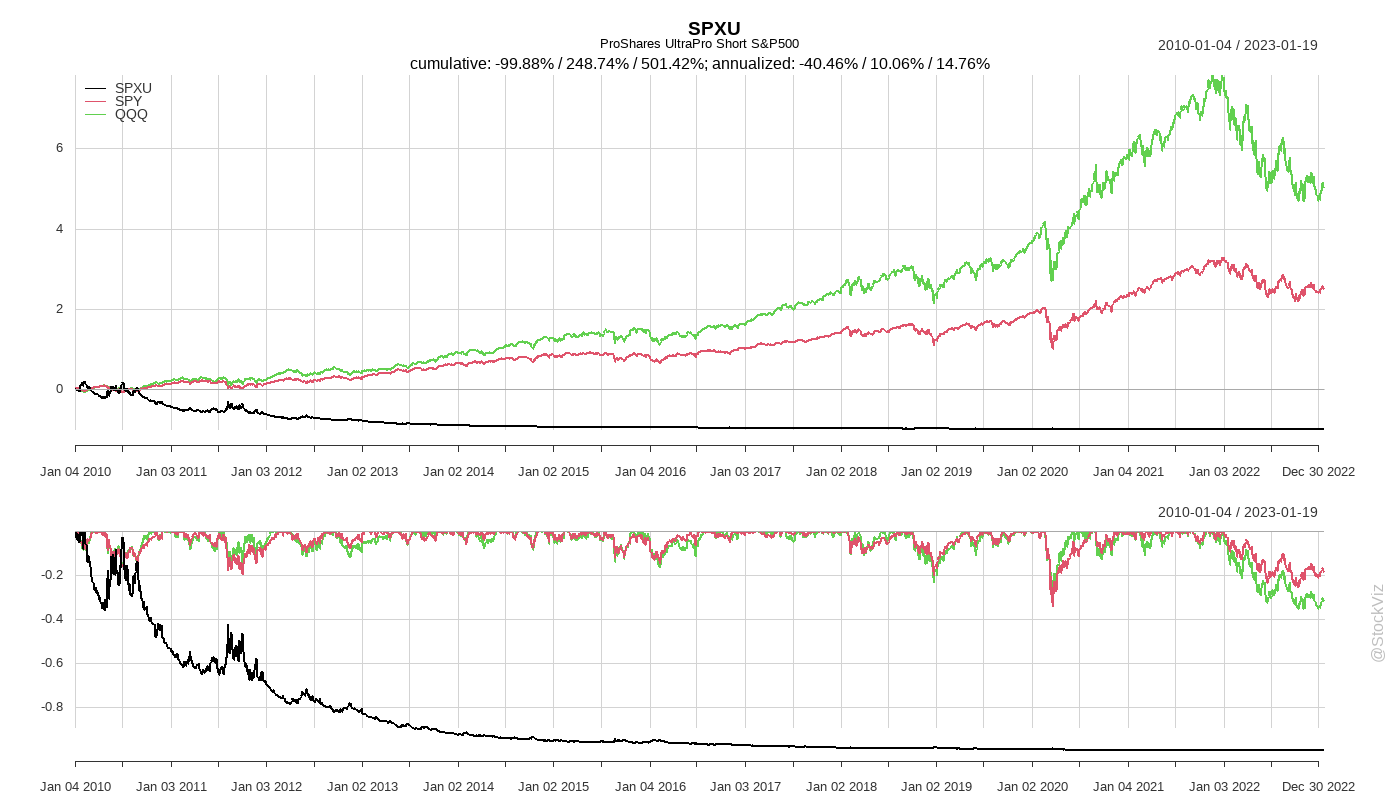 SPXU
ProShares UltraPro Short S&P500
2010-01-04 / 2023-01-19
cumulative: -99.88% / 248.74% / 501.42%; annualized: -40.46% / 10.06% / 14.76%
SPXU
SPY
QQQ
6
4
2
0
Jan 04 2010 Jan 03 2011 Jan 03 2012 Jan 02 2013 Jan 02 2014 Jan 02 2015 Jan 04 2016 Jan 03 2017 Jan 02 2018 Jan 02 2019 Jan 02 2020 Jan 04 2021 Jan 03 2022 Dec 30 2022
2010-01-04 / 2023-01-19
-0.2
-0.4
-0.6
-0.8
@StockViz
Jan 04 2010 Jan 03 2011 Jan 03 2012 Jan 02 2013 Jan 02 2014 Jan 02 2015 Jan 04 2016 Jan 03 2017 Jan 02 2018 Jan 02 2019 Jan 02 2020 Jan 04 2021 Jan 03 2022 Dec 30 2022